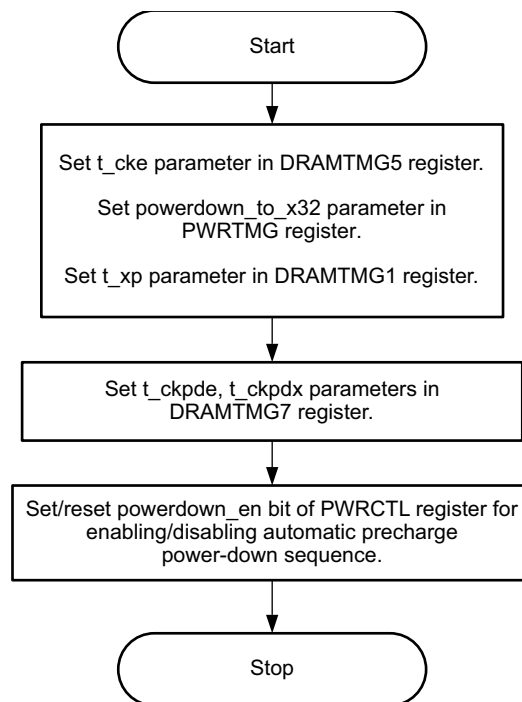 Start
Set t_cke parameter in DRAMTMG5 register.
Set powerdown_to_x32 parameter in
PWRTMG register.
Set t_xp parameter in DRAMTMG1 register.
Set t_ckpde, t_ckpdx parameters in
DRAMTMG7 register.
Set/reset powerdown_en bit of PWRCTL register for
enabling/disabling automatic precharge
power-down sequence.
Stop